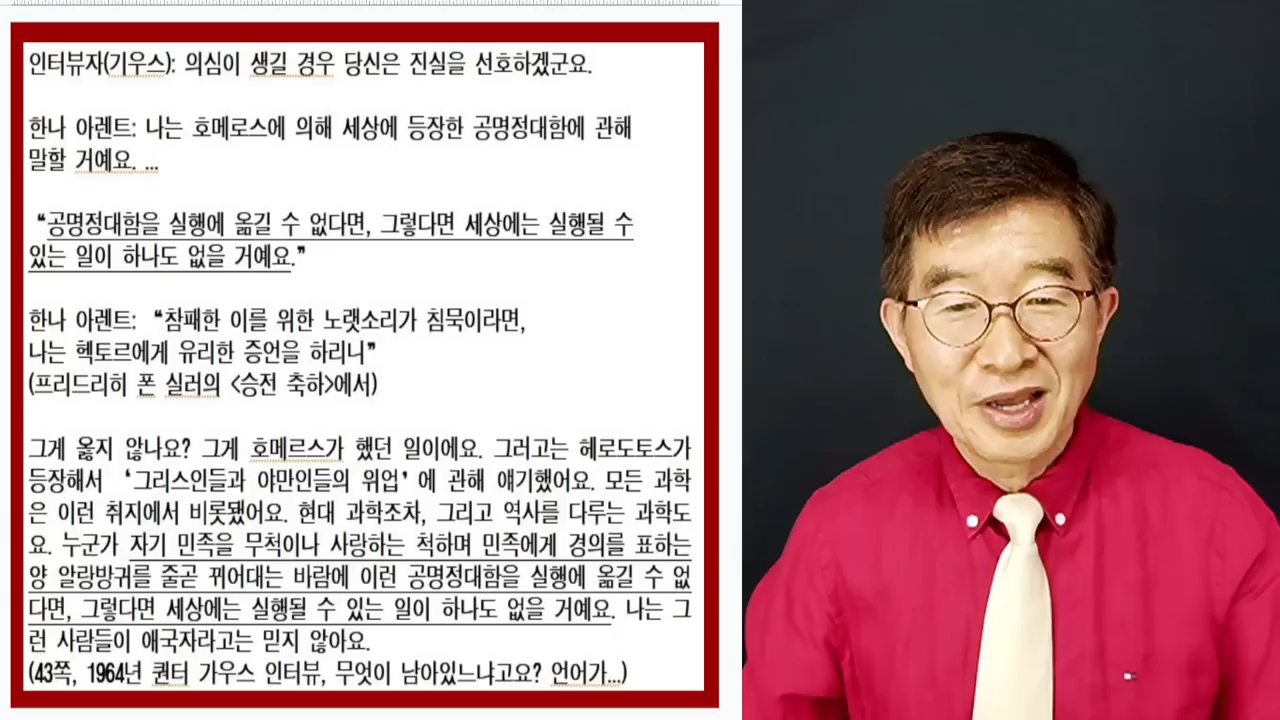 인터뷰자(기우스): 의심이 생길 경우 당신은 진실을 선호하겠군요.
한나 아렌트: 나는 호메로스에 의해 세상에 등장한 공명정대함에 관해
말할 거예요. ...
“공명정대함을 실행에 옮길 수 없다면, 그렇다면 세상에는 실행될 수
있는 일이 하나도 없을 거예요.”
한나 아렌트: “참패한 이를 위한 노랫소리가 침묵이라면,
나는 헥토르에게 유리한 증언을 하리니”
(프리드리히 폰 실러의 <승전 축하>에서)
그게 옳지 않나요? 그게 호메르스가 했던 일이에요. 그러고는 헤로도토스가
등장해서 ‘그리스인들과 야만인들의 위업’에 관해 얘기했어요. 모든 과학
은 이런 취지에서 비롯됐어요. 현대 과학조차, 그리고 역사를 다루는 과학도
요. 누군가 자기 민족을 무척이나 사랑하는 척하며 민족에게 경의를 표하는
양 알랑방귀를 줄곧 뀌어대는 바람에 이런 공명정대함을 실행에 옮길 수 없
다면, 그렇다면 세상에는 실행될 수 있는 일이 하나도 없을 거예요. 나는 그
런 사람들이 애국자라고는 믿지 않아요.
(43쪽, 1964년 퀀터 가우스 인터뷰, 무엇이 남아있느냐고요? 언어가...)